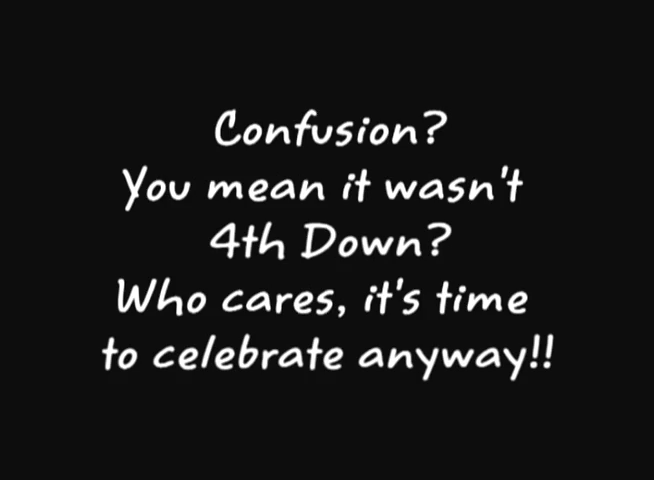 Confusion?
You mean it wasn't
4th Down?
Who cares, it's time
to celebrate anyway!!